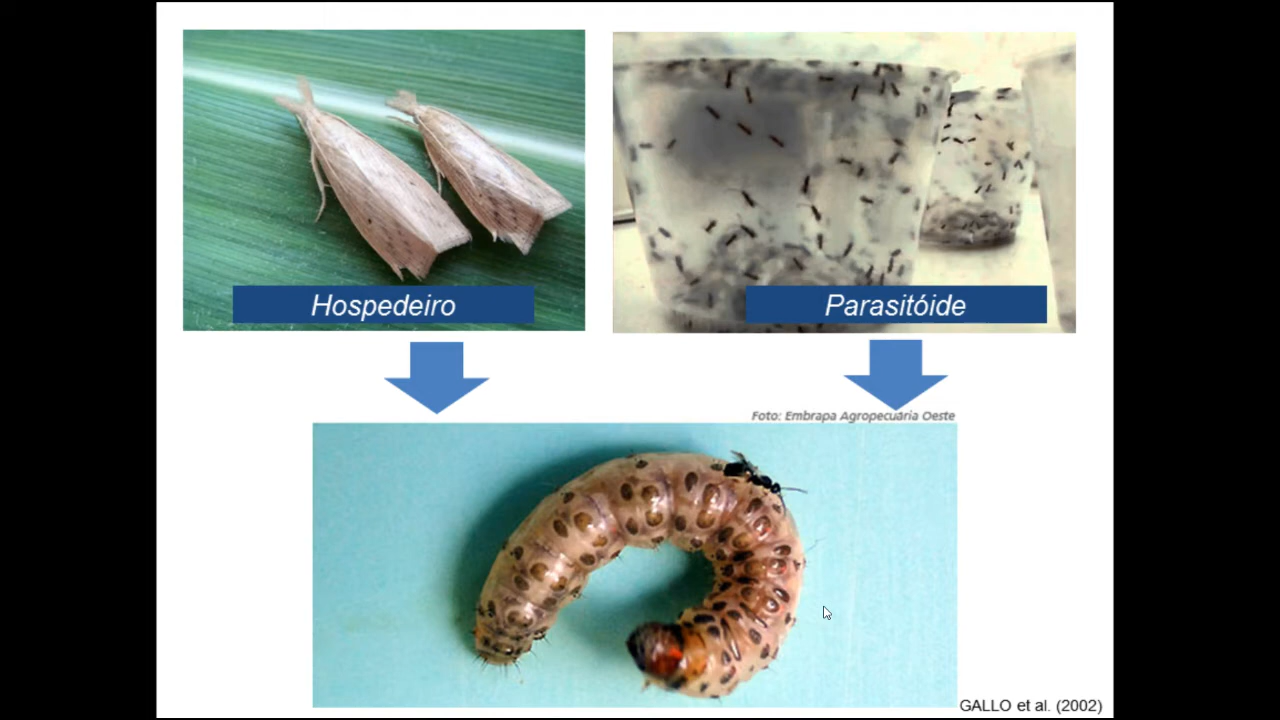 Hospedeiro
Parasitóide
Foto: Embrapa Agropecuária Oeste
GALLO et al. (2002)